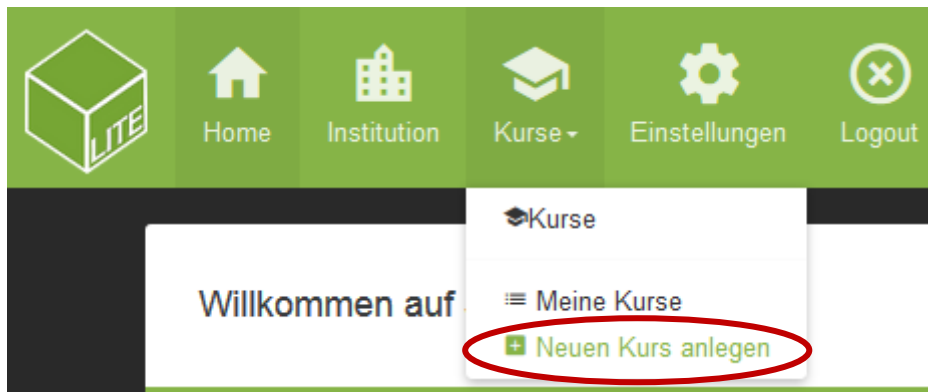 LITE
Home
Institution
Kurse
Einstellungen
Logout
Kurse
Willkommen auf
Meine Kurse
Neuen Kurs anlegen